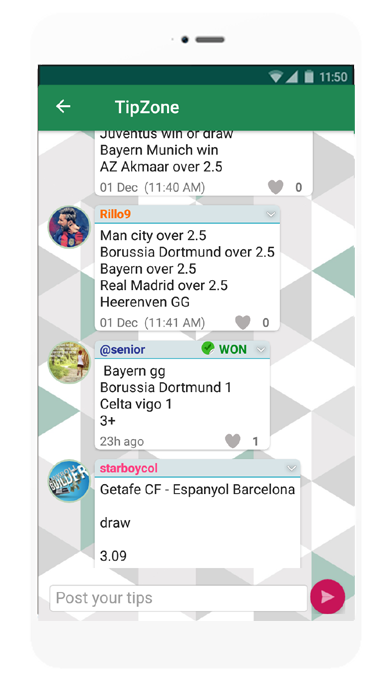 11:50
TipZone
Juventus win or draw
Bayern Munich win
AZ Akmaar over 2.5
01 Dec (11:40 AM) 0
Rillo9
Man city over 2.5
Borussia Dortmund over 2.5
Bayern over 2.5
Real Madrid over 2.5
Heerenven GG
01 Dec (11:41 AM) 0
@senior WON
Bayern gg
Borussia Dortmund 1
Celta vigo 1
3+
23h ago 1
starboycol
BUILDER
Getafe CF - Espanyol Barcelona
draw
3.09
Post your tips